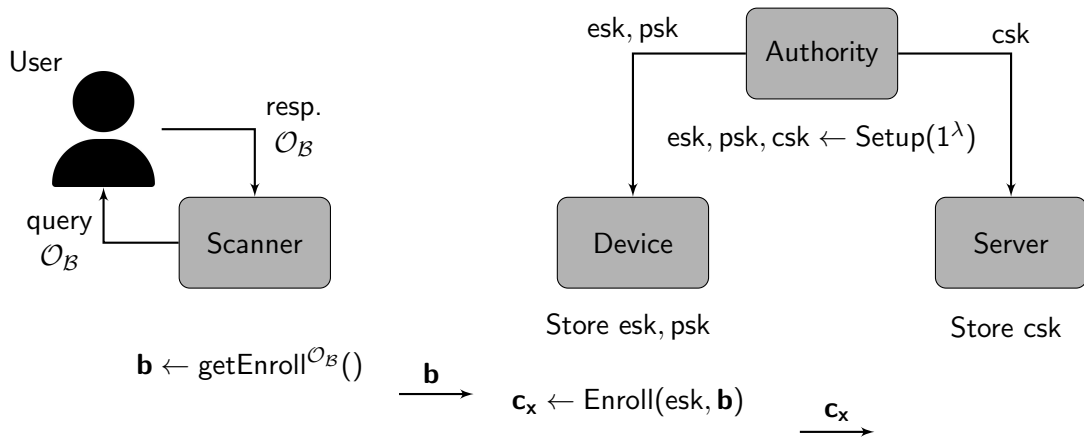 User
resp.
𝒪_ℬ
query
𝒪_ℬ
Scanner
esk, psk
Authority
csk
esk, psk, csk ← Setup(1^λ)
Device
Server
Store esk, psk
Store csk
𝐛 ← getEnroll^{𝒪_ℬ}()
𝐛
𝐜_𝐱 ← Enroll(esk, 𝐛)
𝐜_𝐱